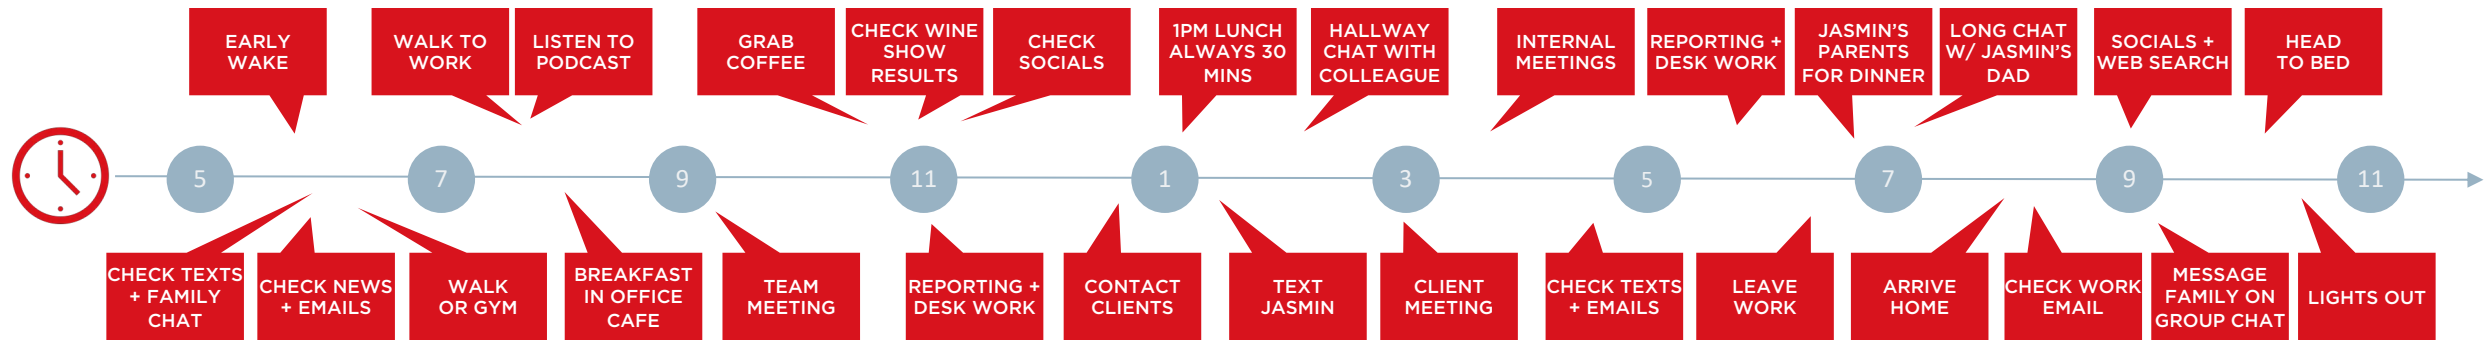 EARLY
WAKE
WALK TO
WORK
LISTEN TO
PODCAST
GRAB
COFFEE
CHECK WINE
SHOW
RESULTS
CHECK
SOCIALS
1PM LUNCH
ALWAYS 30
MINS
HALLWAY
CHAT WITH
COLLEAGUE
INTERNAL
MEETINGS
REPORTING +
DESK WORK
JASMIN'S
PARENTS
FOR DINNER
LONG CHAT
W/ JASMIN'S
DAD
SOCIALS +
WEB SEARCH
HEAD
TO BED
5
7
9
11
1
3
5
7
9
11
CHECK TEXTS
+ FAMILY
CHAT
CHECK NEWS
+ EMAILS
WALK
OR GYM
BREAKFAST
IN OFFICE
CAFE
TEAM
MEETING
REPORTING +
DESK WORK
CONTACT
CLIENTS
TEXT
JASMIN
CLIENT
MEETING
CHECK TEXTS
+ EMAILS
LEAVE
WORK
ARRIVE
HOME
CHECK WORK
EMAIL
MESSAGE
FAMILY ON
GROUP CHAT
LIGHTS OUT